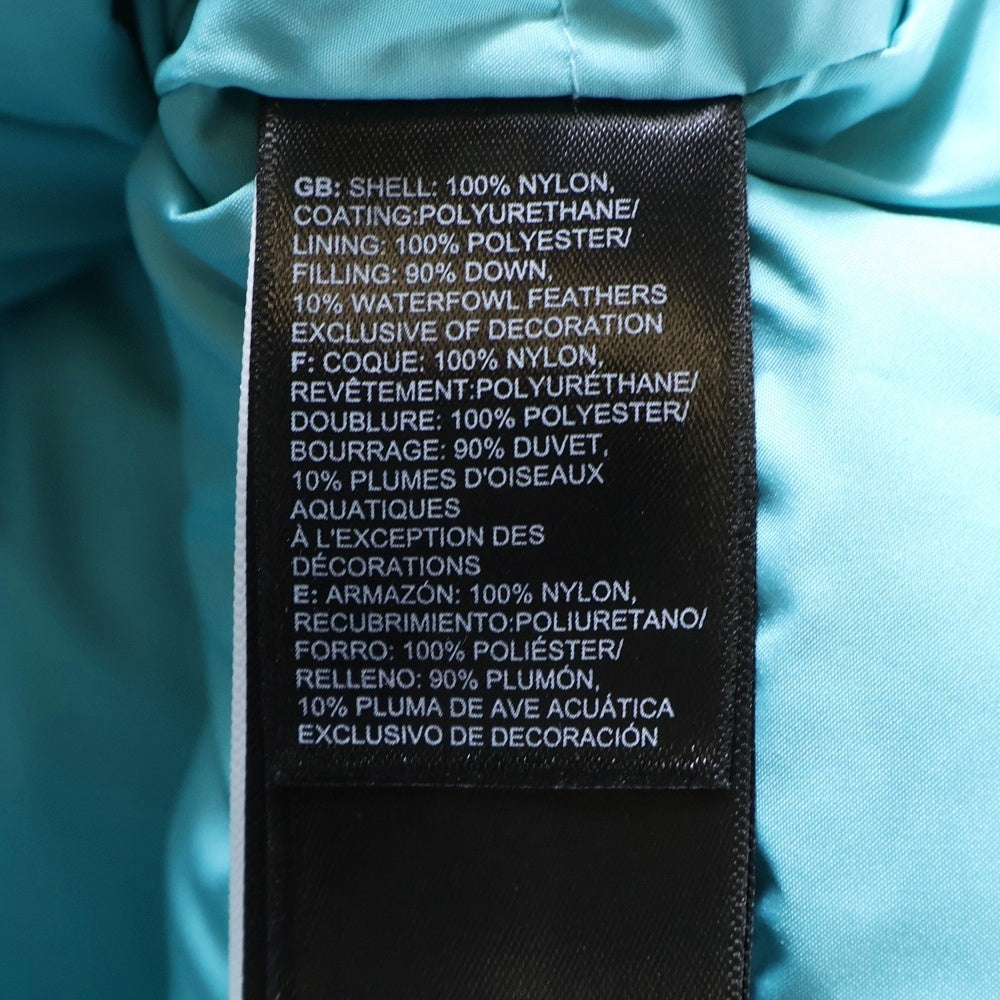 GB: SHELL: 100% NYLON,
COATING:POLYURETHANE/
LINING: 100% POLYESTER/
FILLING: 90% DOWN,
10% WATERFOWL FEATHERS
EXCLUSIVE OF DECORATION
F: COQUE: 100% NYLON,
REVÊTEMENT:POLYURÉTHANE/
DOUBLURE: 100% POLYESTER/
BOURRAGE: 90% DUVET,
10% PLUMES D'OISEAUX
AQUATIQUES
À L'EXCEPTION DES
DÉCORATIONS
E: ARMAZÓN: 100% NYLON,
RECUBRIMIENTO:POLIURETANO/
FORRO: 100% POLIÉSTER/
RELLENO: 90% PLUMÓN,
10% PLUMA DE AVE ACUÁTICA
EXCLUSIVO DE DECORACIÓN